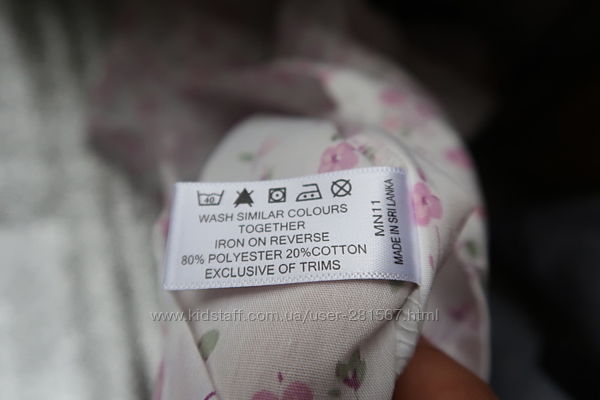 40
WASH SIMILAR COLOURS
TOGETHER
IRON ON REVERSE
80% POLYESTER 20%COTTON
EXCLUSIVE OF TRIMS
MN11
MADE IN SRI LANKA
www.kidstaff.com.ua/user-281567.html